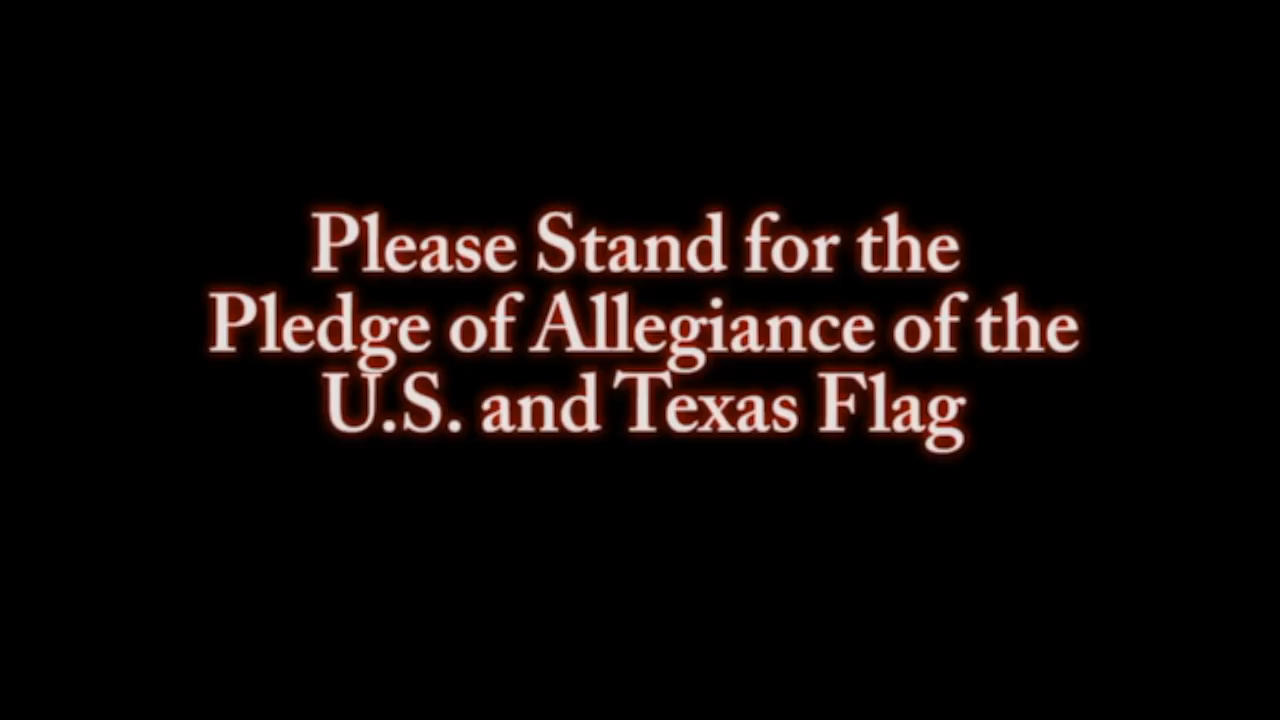 Please Stand for the
Pledge of Allegiance of the
U.S. and Texas Flag